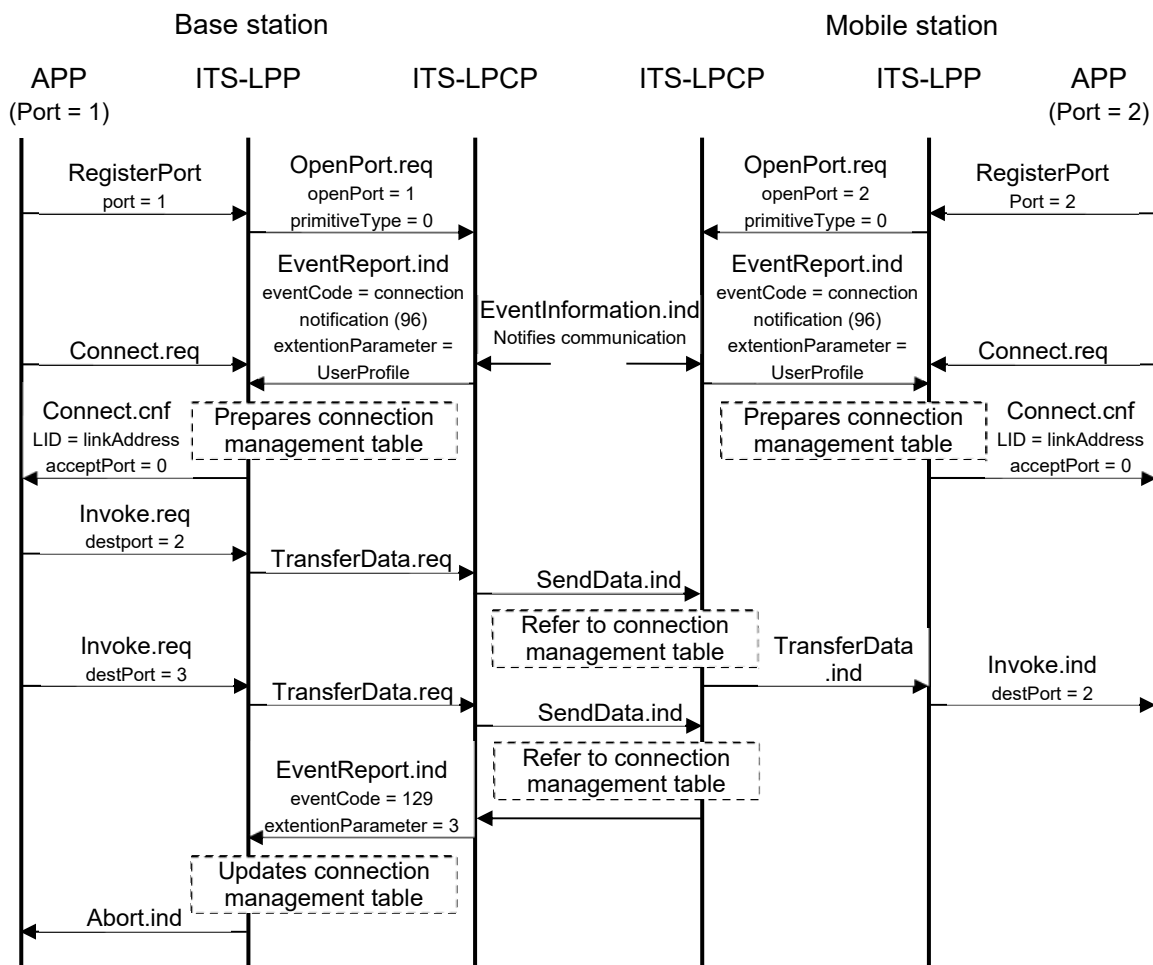 Base station
Mobile station
APP
ITS-LPP
ITS-LPCP
ITS-LPCP
ITS-LPP
APP
(Port = 1)
(Port = 2)
RegisterPort
port = 1
OpenPort.req
openPort = 1
primitiveType = 0
OpenPort.req
openPort = 2
primitiveType = 0
RegisterPort
Port = 2
EventReport.ind
eventCode = connection
notification (96)
extentionParameter =
UserProfile
EventInformation.ind
Notifies communication
EventReport.ind
eventCode = connection
notification (96)
extentionParameter =
UserProfile
Connect.req
Connect.req
Connect.cnf
LID = linkAddress
acceptPort = 0
Prepares connection
management table
Prepares connection
management table
Connect.cnf
LID = linkAddress
acceptPort = 0
Invoke.req
destport = 2
TransferData.req
SendData.ind
Refer to connection
management table
Invoke.req
destPort = 3
TransferData
.ind
Invoke.ind
destPort = 2
TransferData.req
SendData.ind
Refer to connection
management table
EventReport.ind
eventCode = 129
extentionParameter = 3
Updates connection
management table
Abort.ind